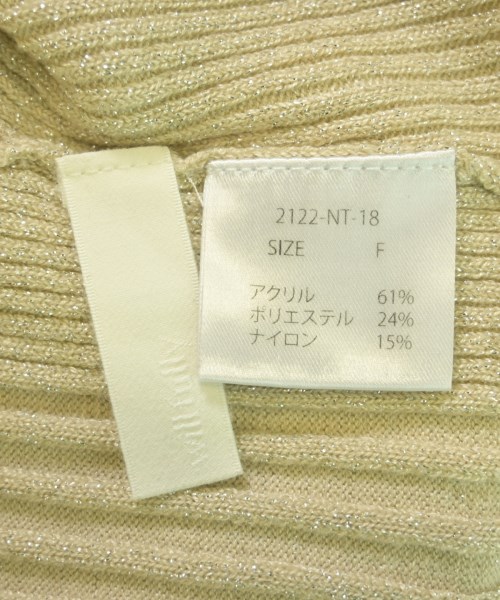 2122-NT-18
SIZE F
アクリル 61%
ポリエステル 24%
ナイロン 15%